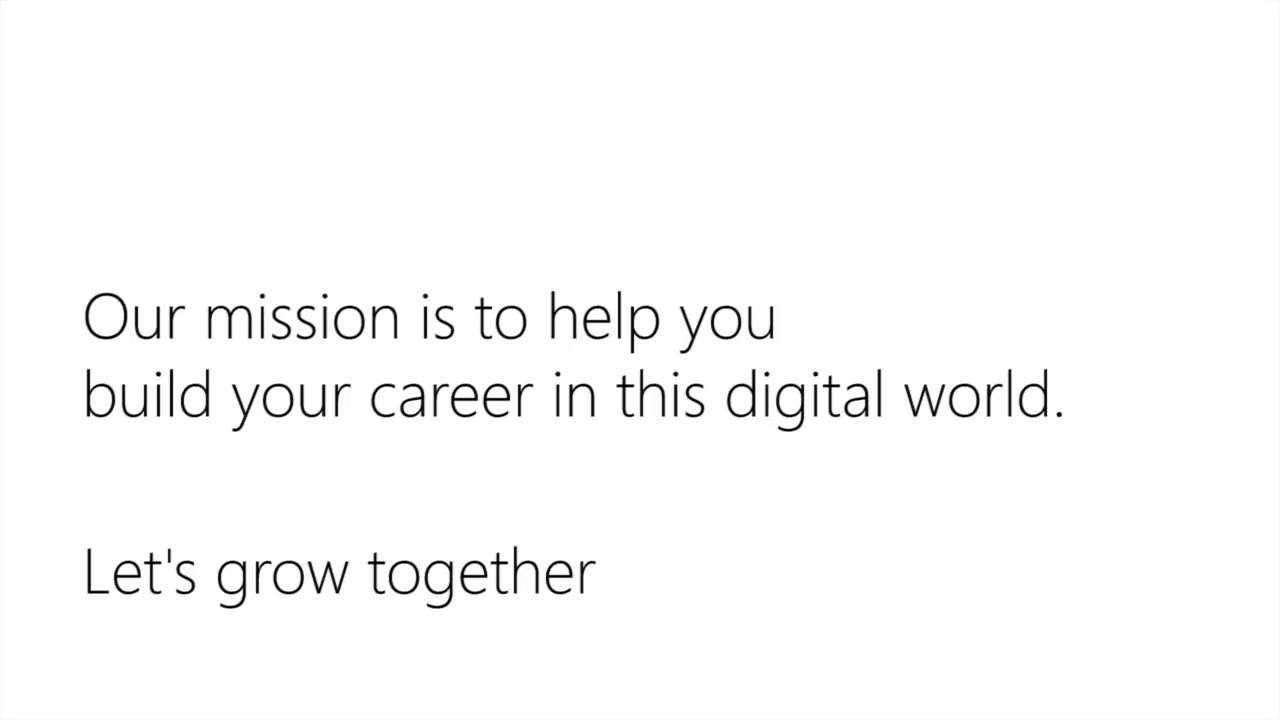 Our mission is to help you
build your career in this digital world.
Let's grow together